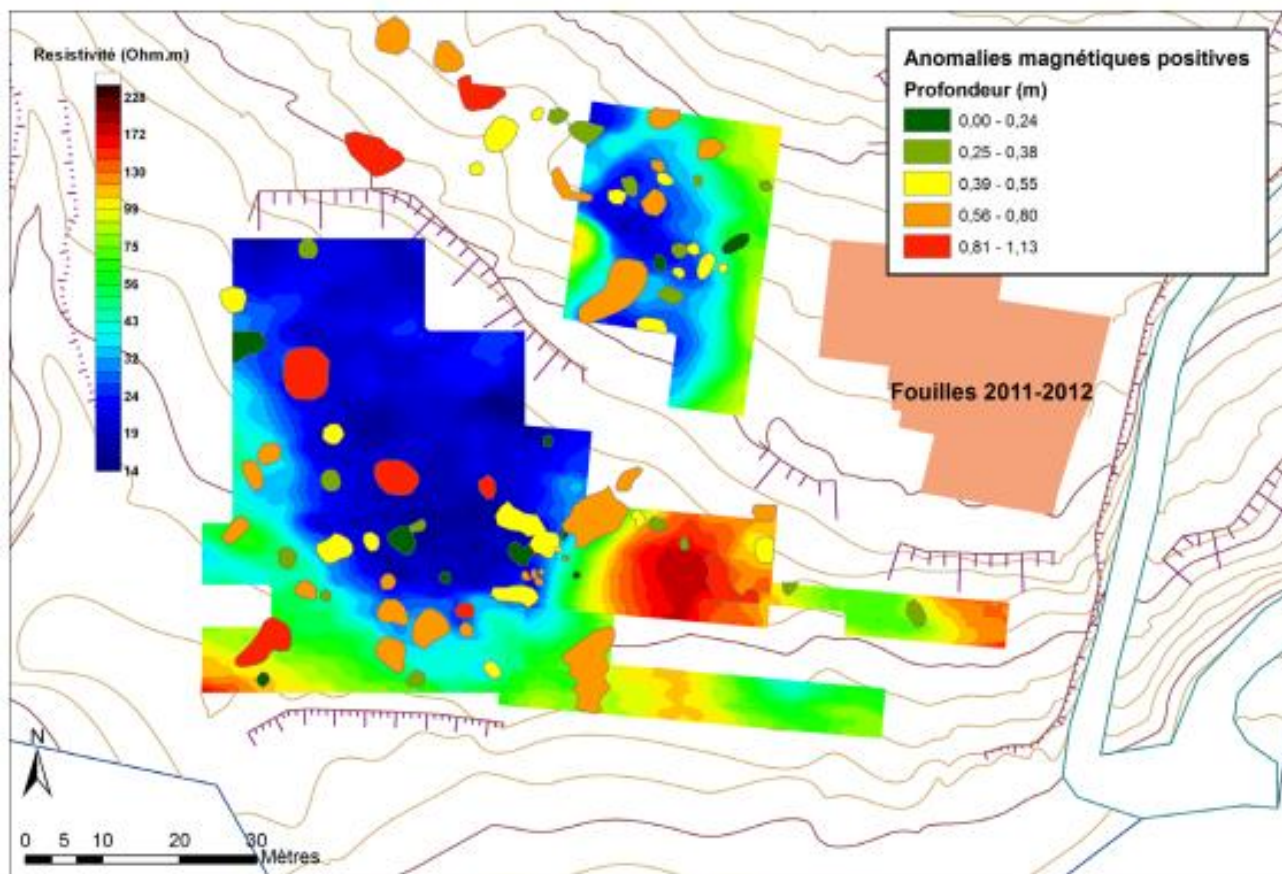 Resistivité (Ohm.m)
228
172
130
99
75
56
43
32
24
19
14
Anomalies magnétiques positives
Profondeur (m)
0,00 - 0,24
0,25 - 0,38
0,39 - 0,55
0,56 - 0,80
0,81 - 1,13
Fouilles 2011-2012
N
0 5 10 20 30
Mètres